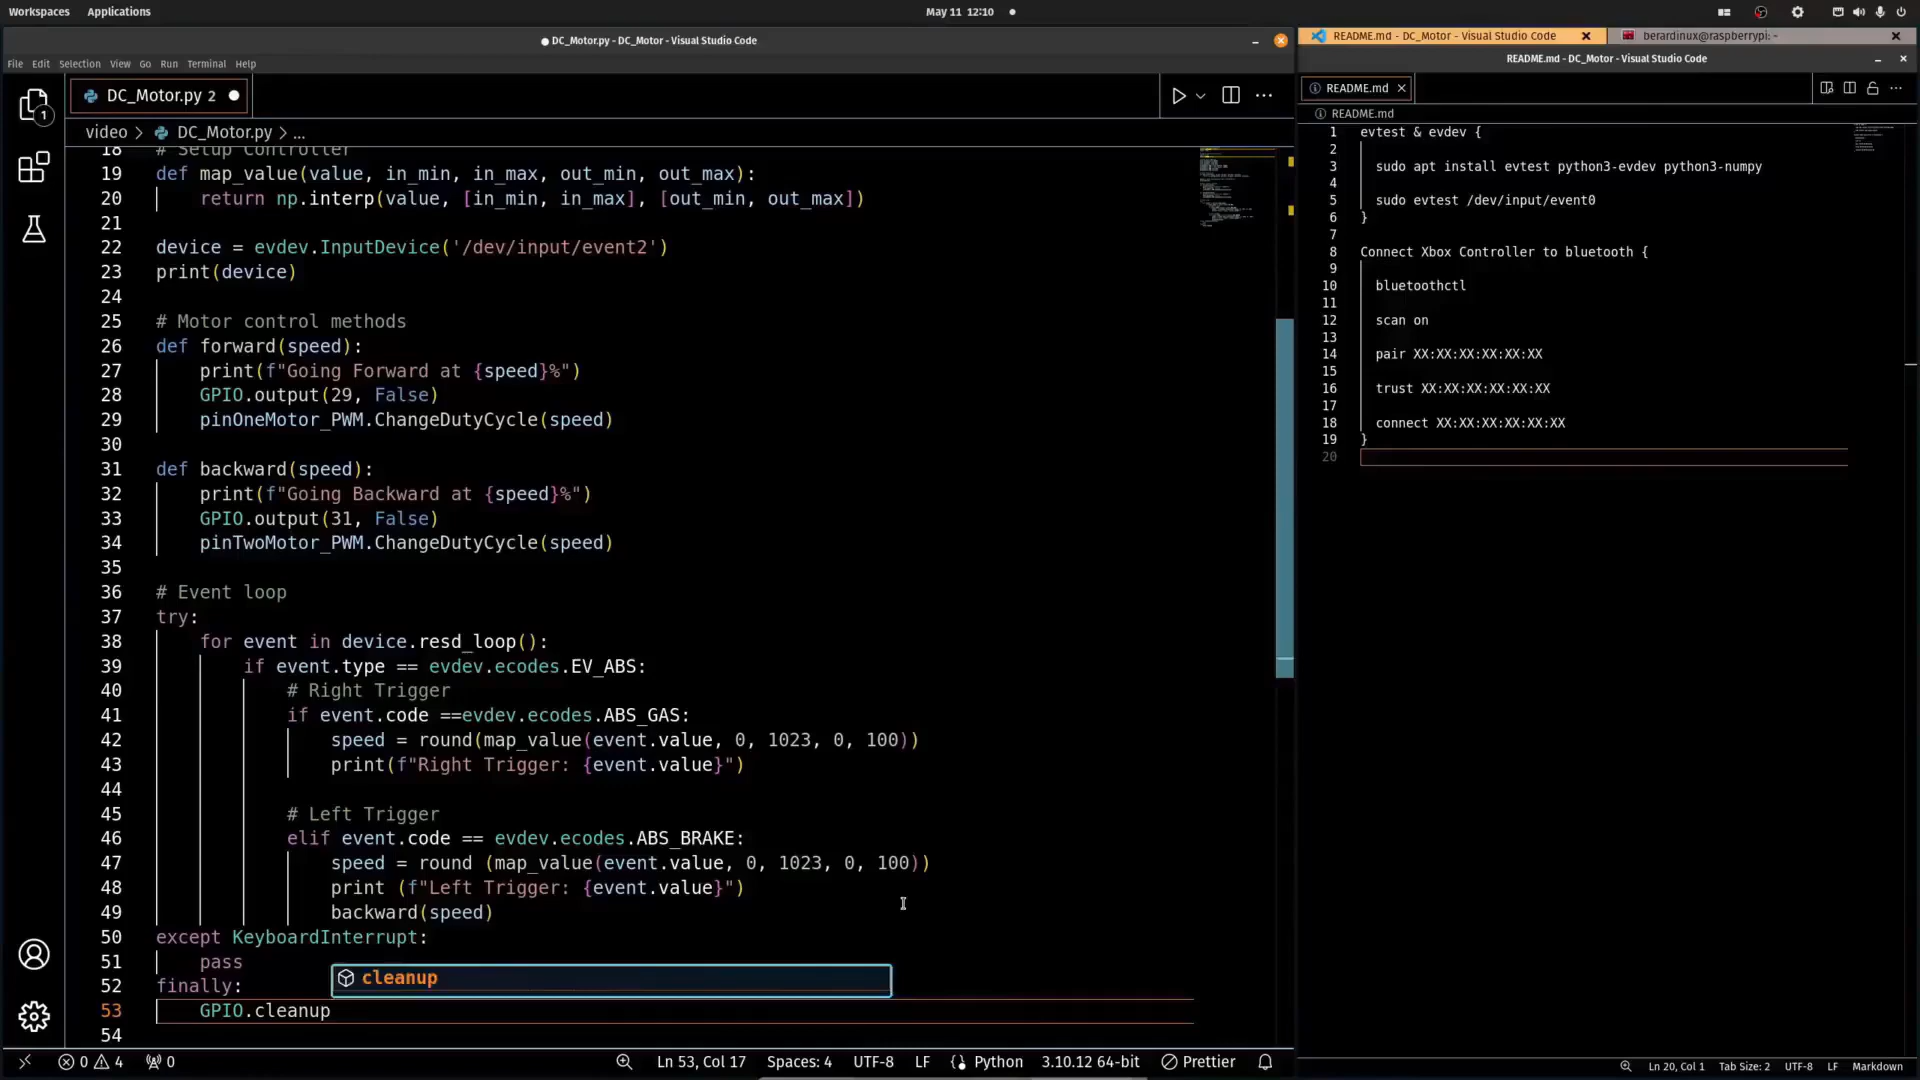 Workspaces Applications May 11 12:10
DC_Motor.py - DC_Motor - Visual Studio Code
File Edit Selection View Go Run Terminal Help
DC_Motor.py 2
video > DC_Motor.py > ...
18 # Setup Controller
19 def map_value(value, in_min, in_max, out_min, out_max):
20 return np.interp(value, [in_min, in_max], [out_min, out_max])
21
22 device = evdev.InputDevice('/dev/input/event2')
23 print(device)
24
25 # Motor control methods
26 def forward(speed):
27 print(f"Going Forward at {speed}%")
28 GPIO.output(29, False)
29 pinOneMotor_PWM.ChangeDutyCycle(speed)
30
31 def backward(speed):
32 print(f"Going Backward at {speed}%")
33 GPIO.output(31, False)
34 pinTwoMotor_PWM.ChangeDutyCycle(speed)
35
36 # Event loop
37 try:
38 for event in device.resd_loop():
39 if event.type == evdev.ecodes.EV_ABS:
40 # Right Trigger
41 if event.code ==evdev.ecodes.ABS_GAS:
42 speed = round(map_value(event.value, 0, 1023, 0, 100))
43 print(f"Right Trigger: {event.value}")
44
45 # Left Trigger
46 elif event.code == evdev.ecodes.ABS_BRAKE:
47 speed = round (map_value(event.value, 0, 1023, 0, 100))
48 print (f"Left Trigger: {event.value}")
49 backward(speed)
50 except KeyboardInterrupt:
51 pass
cleanup
52 finally:
53 GPIO.cleanup
54
1
0 4 0 Ln 53, Col 17 Spaces: 4 UTF-8 LF Python 3.10.12 64-bit Prettier
README.md - DC_Motor - Visual Studio Code berardinux@raspberrypi: ~
README.md - DC_Motor - Visual Studio Code
README.md
README.md
1 evtest & evdev {
2
3 sudo apt install evtest python3-evdev python3-numpy
4
5 sudo evtest /dev/input/event0
6 }
7
8 Connect Xbox Controller to bluetooth {
9
10 bluetoothctl
11
12 scan on
13
14 pair XX:XX:XX:XX:XX:XX
15
16 trust XX:XX:XX:XX:XX:XX
17
18 connect XX:XX:XX:XX:XX:XX
19 }
20
Ln 20, Col 1 Tab Size: 2 UTF-8 LF Markdown